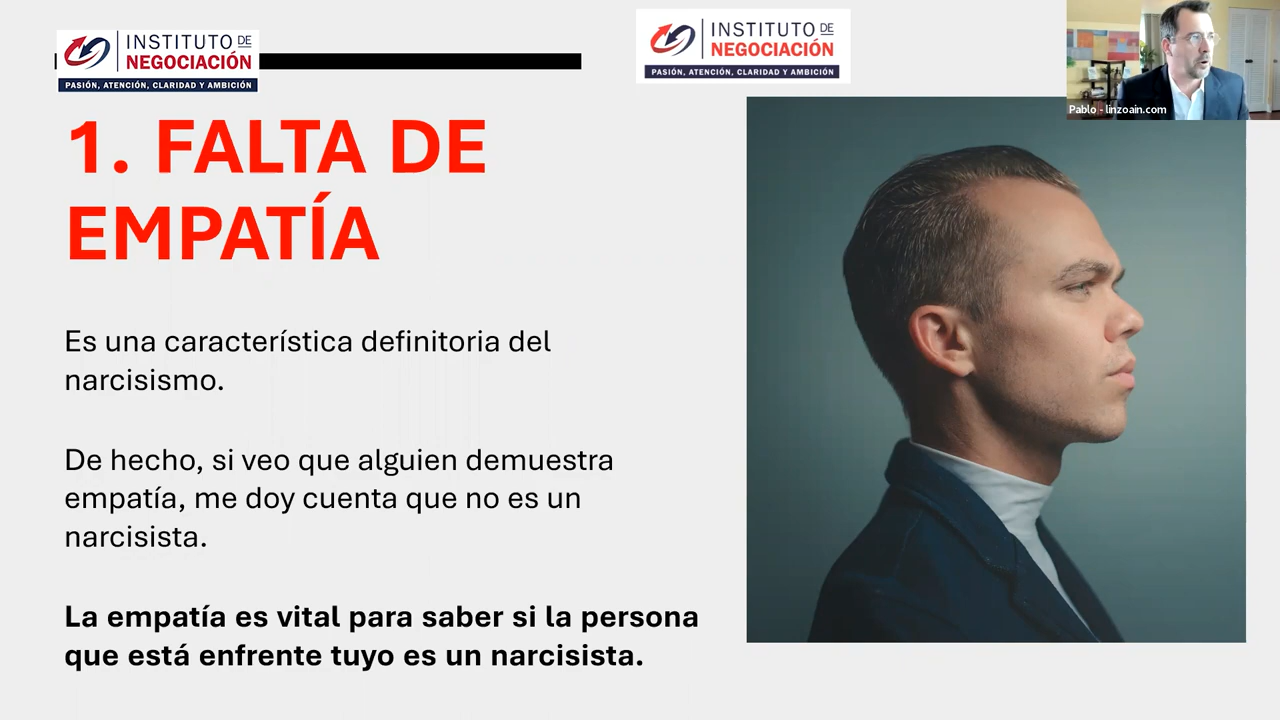 INSTITUTO DE
NEGOCIACIÓN
PASIÓN, ATENCIÓN, CLARIDAD Y AMBICIÓN
INSTITUTO DE
NEGOCIACIÓN
PASIÓN, ATENCIÓN, CLARIDAD Y AMBICIÓN
Pablo - linzoain.com
1. FALTA DE
EMPATÍA
Es una característica definitoria del
narcisismo.
De hecho, si veo que alguien demuestra
empatía, me doy cuenta que no es un
narcisista.
La empatía es vital para saber si la persona
que está enfrente tuyo es un narcisista.